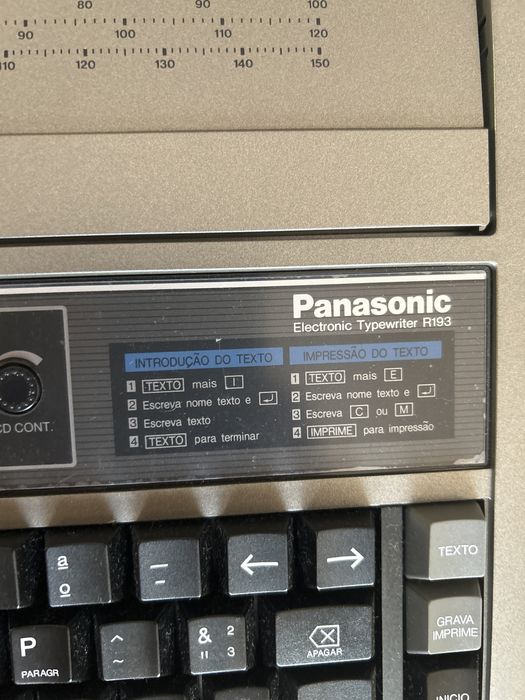 80 90 100
90 100 110 120
110 120 130 140 150
Panasonic
Electronic Typewriter R193
INTRODUÇÃO DO TEXTO
1 TEXTO mais I
2 Escreva nome texto e ↵
3 Escreva texto
4 TEXTO para terminar
IMPRESSÃO DO TEXTO
1 TEXTO mais E
2 Escreva nome texto e ↵
3 Escreva C ou M
4 IMPRIME para impressão
CD CONT.
a
o
_
–
←
→
TEXTO
P
PARAGR
^
~
& 2
" 3
APAGAR
GRAVA
IMPRIME
INICIO